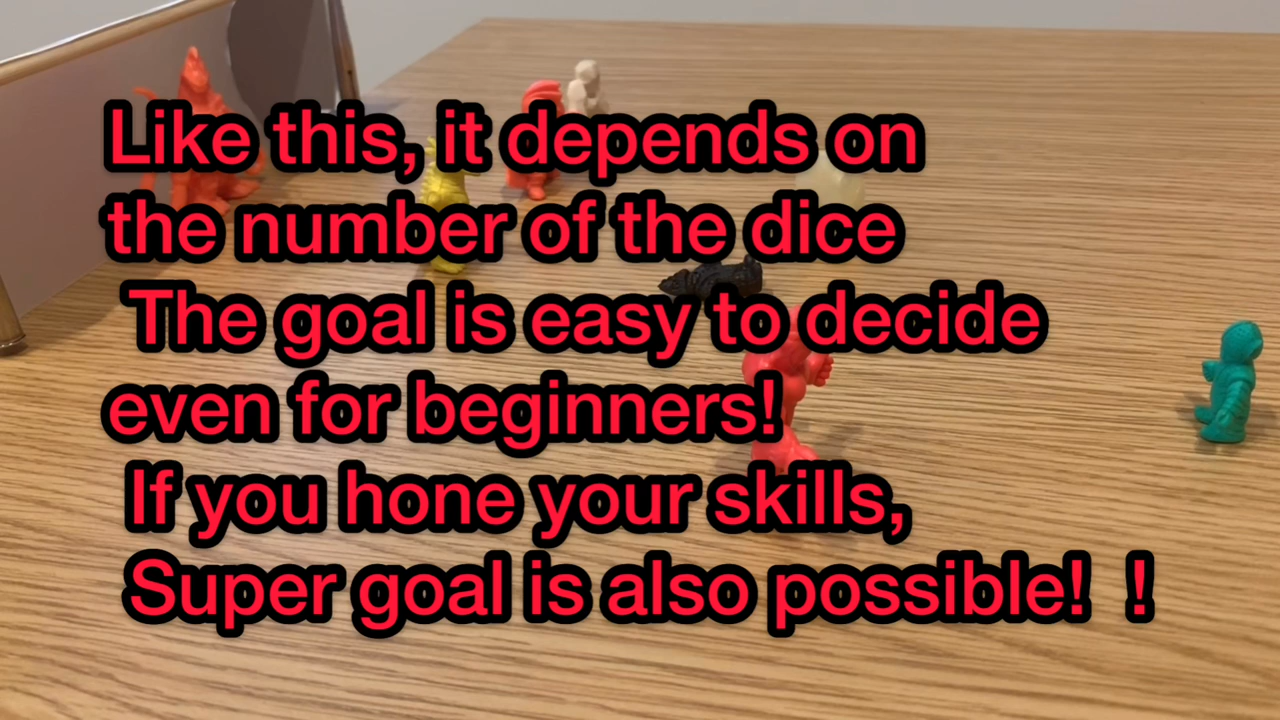 Like this, it depends on
the number of the dice
The goal is easy to decide
even for beginners!
If you hone your skills,
Super goal is also possible! !